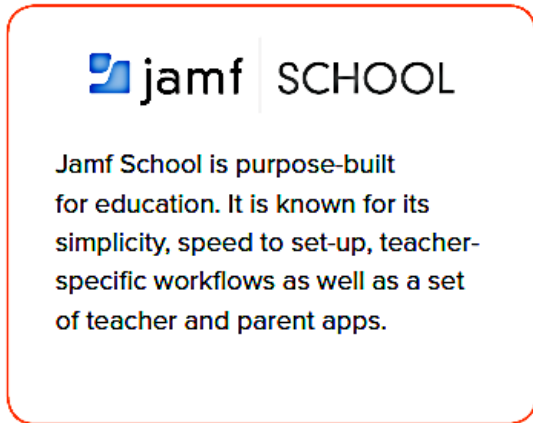 jamf SCHOOL
Jamf School is purpose-built
for education. It is known for its
simplicity, speed to set-up, teacher-
specific workflows as well as a set
of teacher and parent apps.